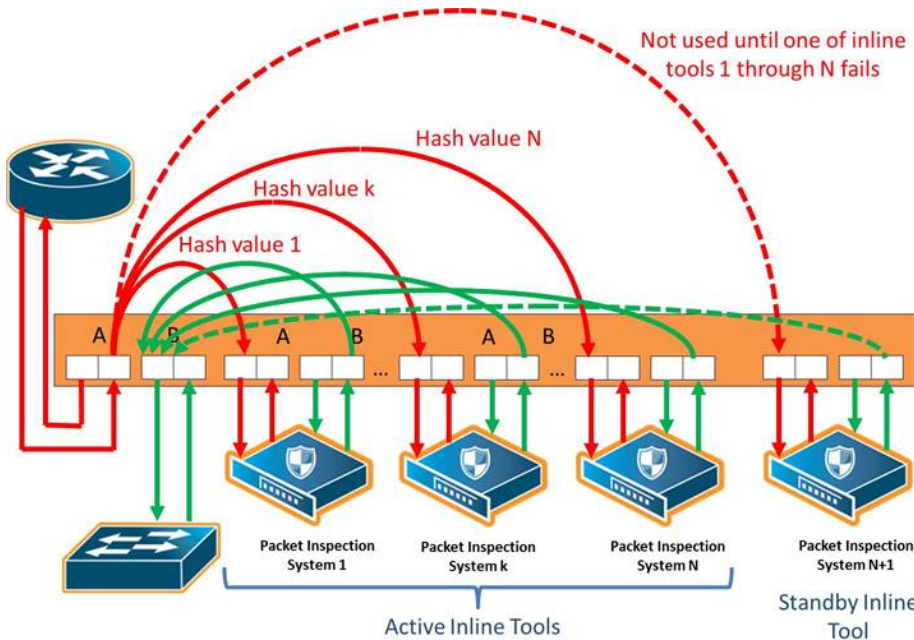 Not used until one of inline
tools 1 through N fails
Hash value N
Hash value k
Hash value 1
A B A B A B
... ...
Packet Inspection
System 1
Packet Inspection
System k
Packet Inspection
System N
Packet Inspection
System N+1
Active Inline Tools
Standby Inline
Tool